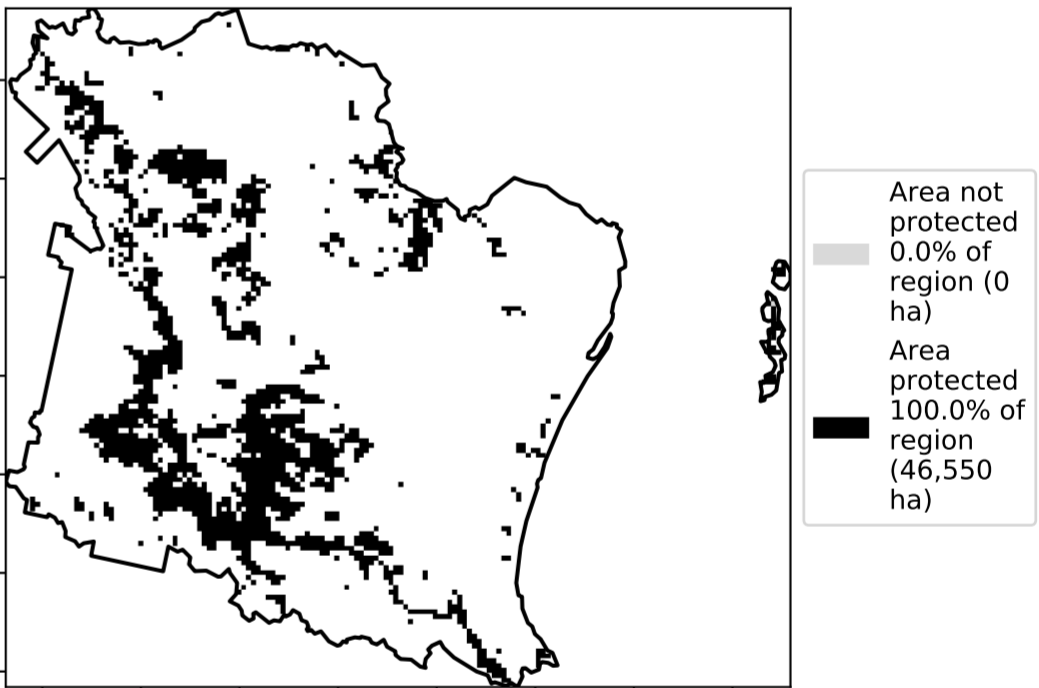 Area not
protected
0.0% of
region (0
ha)
Area
protected
100.0% of
region
(46,550
ha)